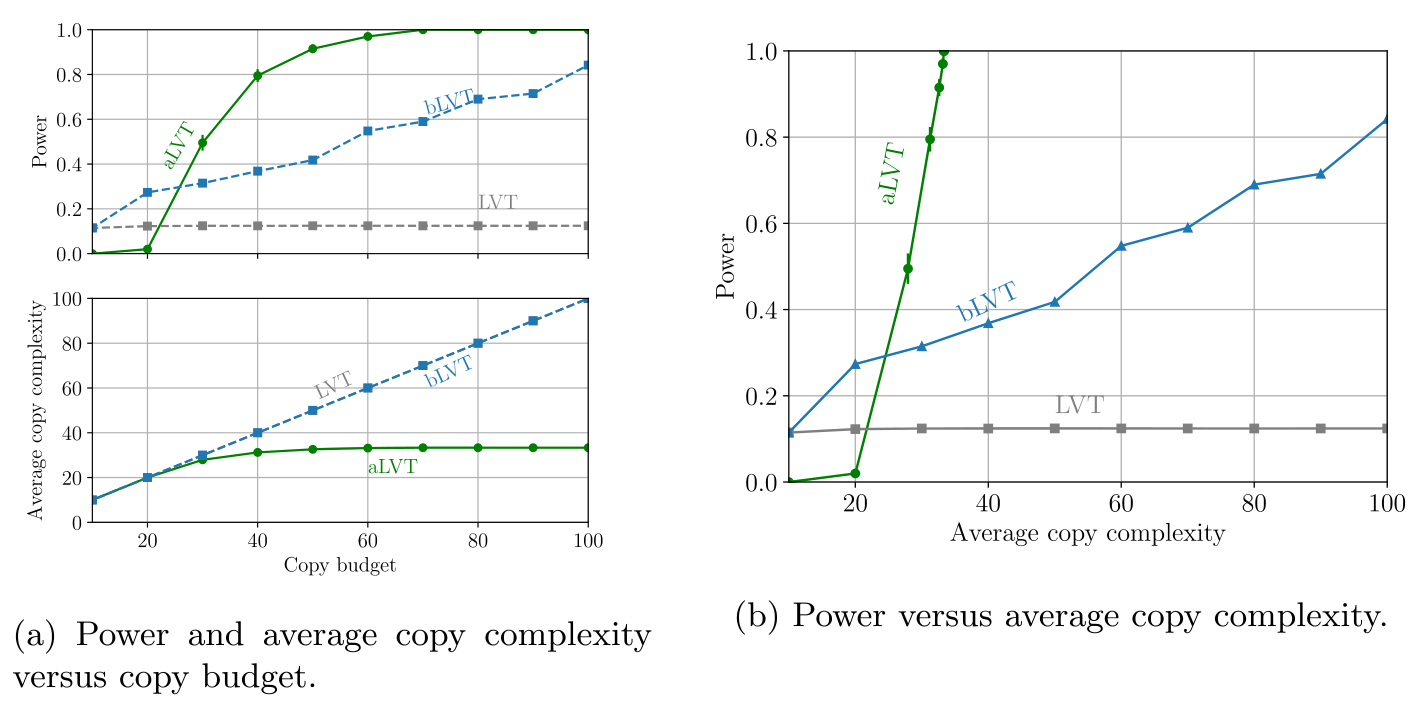 1.0
0.8
0.6
0.4
0.2
0.0
Power
aLVT
bLVT
LVT
100
80
60
40
20
0
Average copy complexity
LVT
bLVT
aLVT
20 40 60 80 100
Copy budget
(a) Power and average copy complexity
versus copy budget.
1.0
0.8
0.6
0.4
0.2
0.0
Power
aLVT
bLVT
LVT
20 40 60 80 100
Average copy complexity
(b) Power versus average copy complexity.